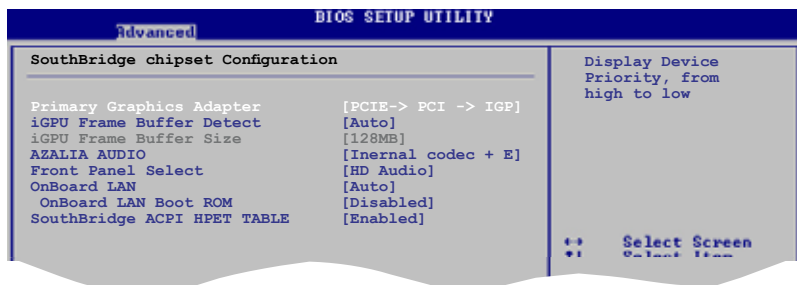 BIOS SETUP UTILITY
Advanced
SouthBridge chipset Configuration
Primary Graphics Adapter [PCIE-> PCI -> IGP]
iGPU Frame Buffer Detect [Auto]
iGPU Frame Buffer Size [128MB]
AZALIA AUDIO [Inernal codec + E]
Front Panel Select [HD Audio]
OnBoard LAN [Auto]
OnBoard LAN Boot ROM [Disabled]
SouthBridge ACPI HPET TABLE [Enabled]
Display Device
Priority, from
high to low
↔ Select Screen
↑↓ Select Item